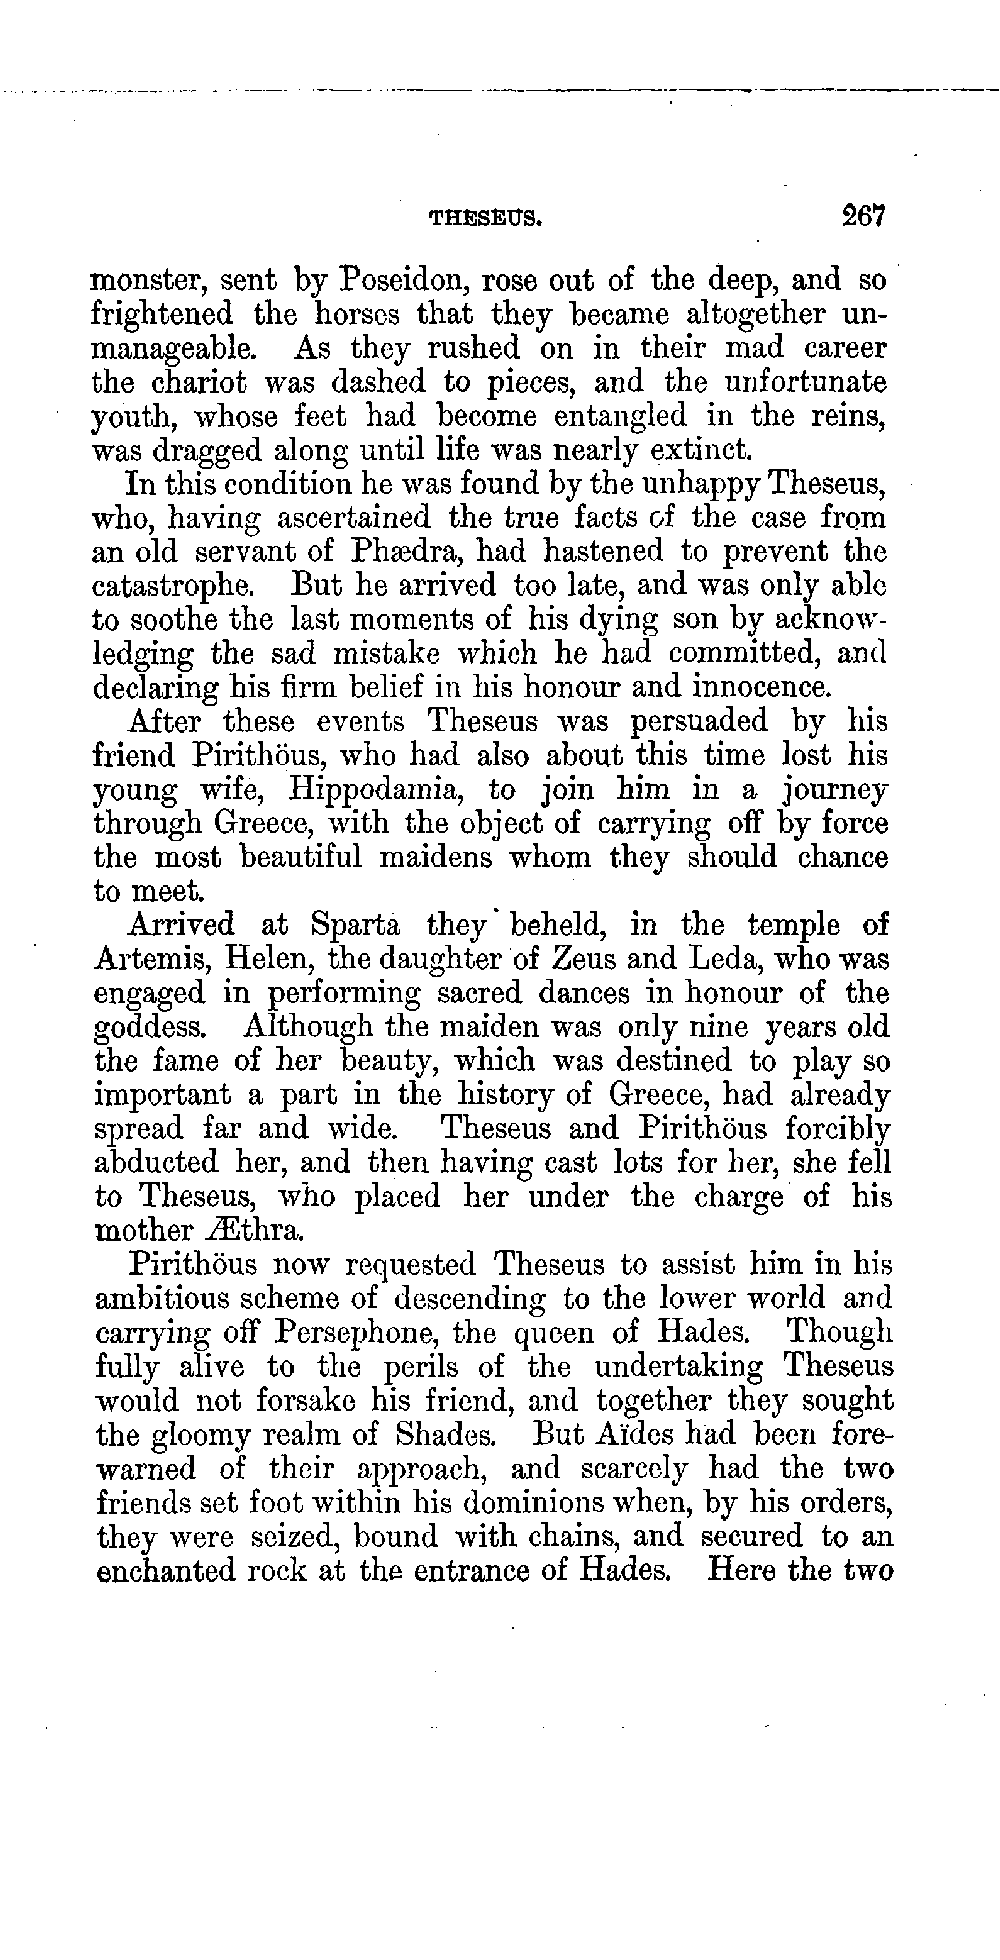 THESEUS. 267
monster, sent by Poseidon, rose out of the deep, and so
frightened the horses that they became altogether un-
manageable. As they rushed on in their mad career
the chariot was dashed to pieces, and the unfortunate
youth, whose feet had become entangled in the reins,
was dragged along until life was nearly extinct.
In this condition he was found by the unhappy Theseus,
who, having ascertained the true facts of the case from
an old servant of Phædra, had hastened to prevent the
catastrophe. But he arrived too late, and was only able
to soothe the last moments of his dying son by acknow-
ledging the sad mistake which he had committed, and
declaring his firm belief in his honour and innocence.
After these events Theseus was persuaded by his
friend Pirithöus, who had also about this time lost his
young wife, Hippodamia, to join him in a journey
through Greece, with the object of carrying off by force
the most beautiful maidens whom they should chance
to meet.
Arrived at Sparta they beheld, in the temple of
Artemis, Helen, the daughter of Zeus and Leda, who was
engaged in performing sacred dances in honour of the
goddess. Although the maiden was only nine years old
the fame of her beauty, which was destined to play so
important a part in the history of Greece, had already
spread far and wide. Theseus and Pirithöus forcibly
abducted her, and then having cast lots for her, she fell
to Theseus, who placed her under the charge of his
mother Æthra.
Pirithöus now requested Theseus to assist him in his
ambitious scheme of descending to the lower world and
carrying off Persephone, the queen of Hades. Though
fully alive to the perils of the undertaking Theseus
would not forsake his friend, and together they sought
the gloomy realm of Shades. But Aïdes had been fore-
warned of their approach, and scarcely had the two
friends set foot within his dominions when, by his orders,
they were seized, bound with chains, and secured to an
enchanted rock at the entrance of Hades. Here the two